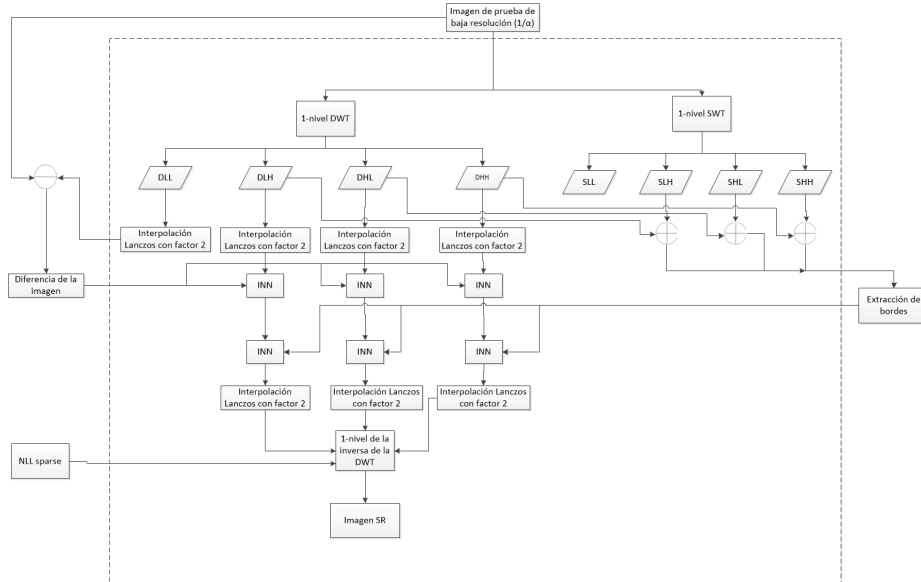 Imagen de prueba de
baja resolución (1/α)
1-nivel DWT
1-nivel SWT
DLL
DLH
DHL
DHH
SLL
SLH
SHL
SHH
Interpolación
Lanczos con factor 2
Interpolación
Lanczos con factor 2
Interpolación
Lanczos con factor 2
Interpolación
Lanczos con factor 2
Diferencia de la
imagen
INN
INN
INN
Extracción de
bordes
INN
INN
INN
Interpolación
Lanczos con factor 2
Interpolación Lanczos
con factor 2
Interpolación Lanczos
con factor 2
NLL sparse
1-nivel de la
inversa de la
DWT
Imagen SR